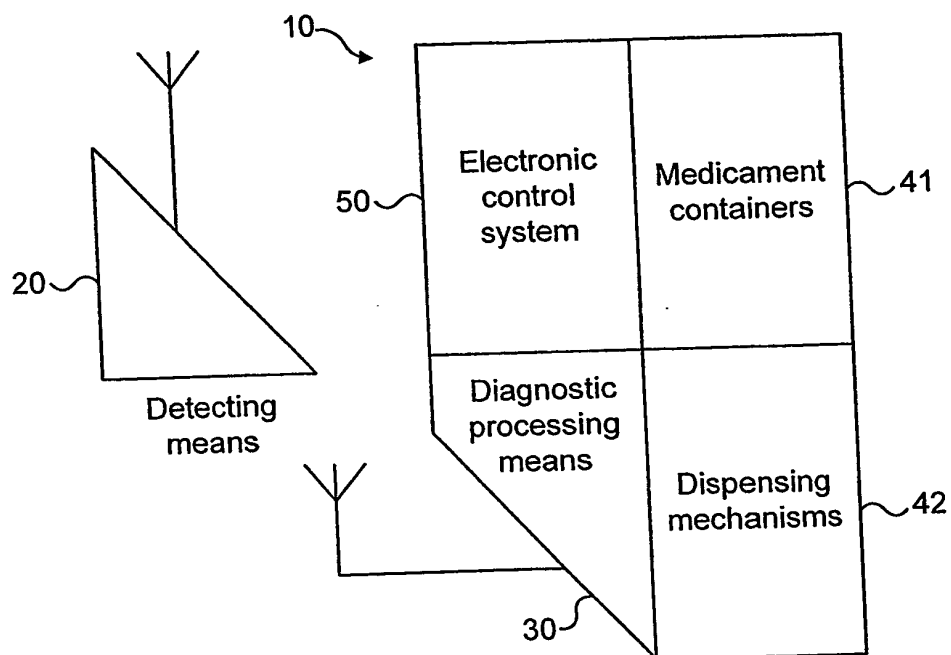 10
Electronic
control
system
50
Medicament
containers
41
20
Detecting
means
Diagnostic
processing
means
Dispensing
mechanisms
42
30